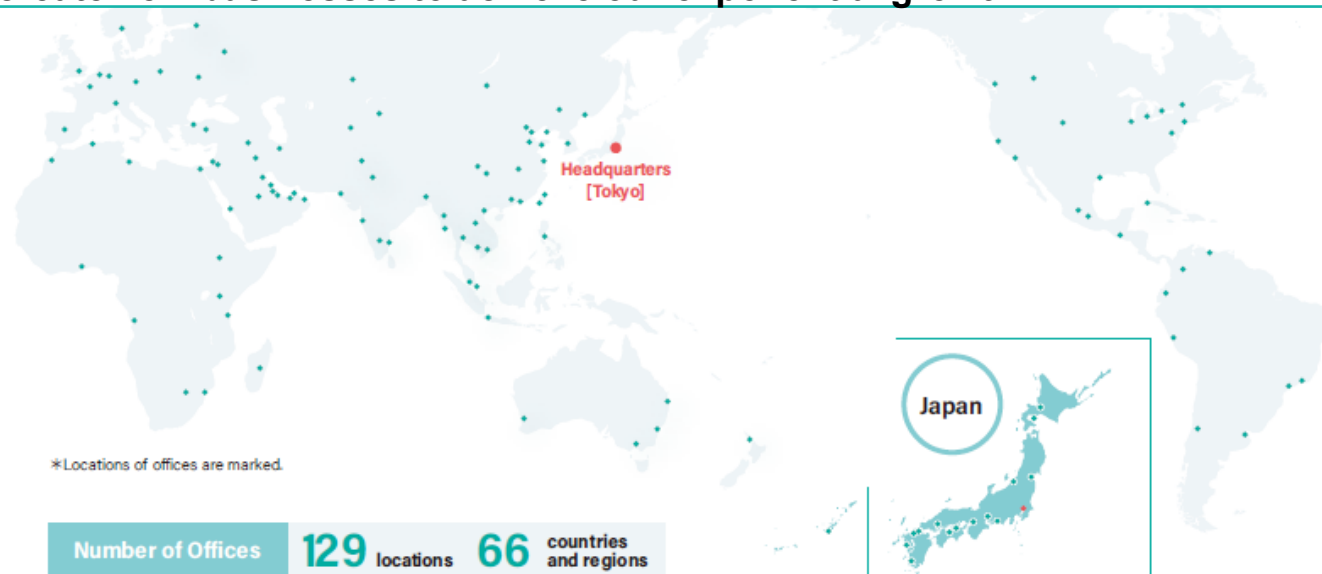 Headquarters
[Tokyo]
Japan
*Locations of offices are marked.
Number of Offices
129 locations
66 countries
and regions